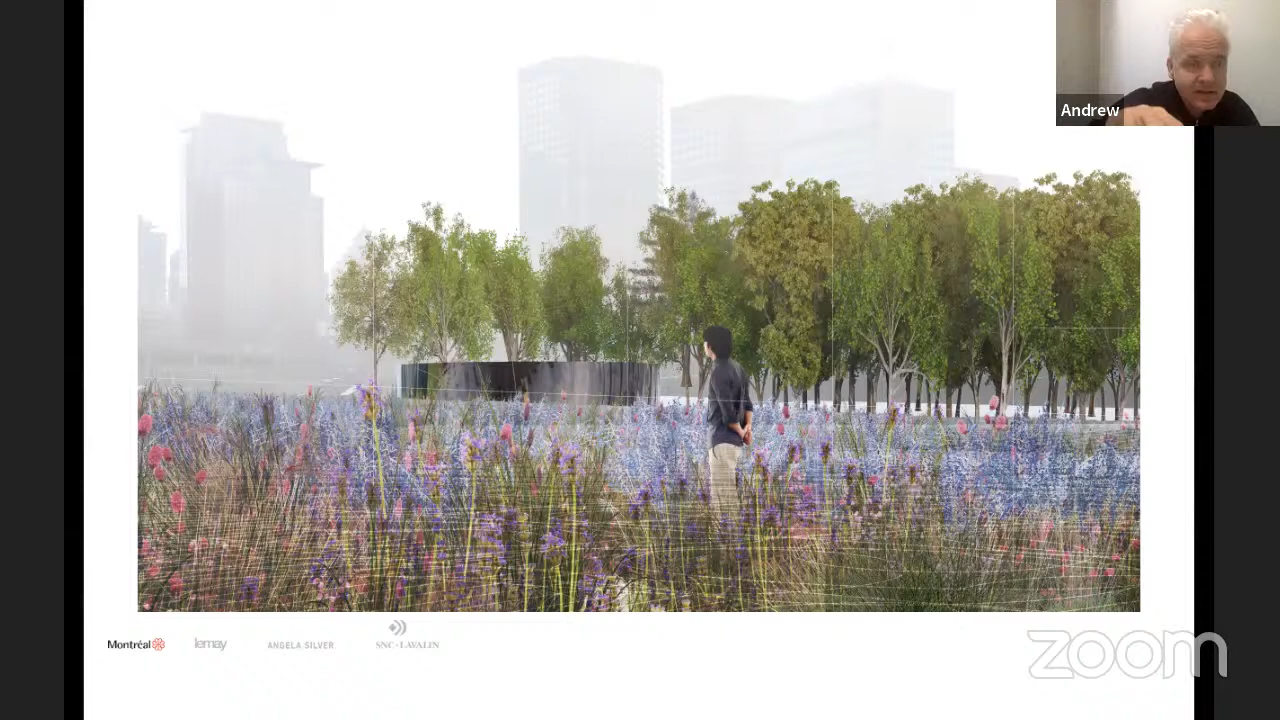 Andrew
Montréal
lemay
ANGELA SILVER
SNC·LAVALIN
zoom